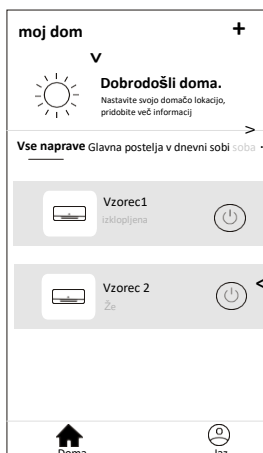 moj dom +
Dobrodošli doma.
Nastavite svojo domačo lokacijo,
pridobite več informacij
>
Vse naprave Glavna postelja v dnevni sobi soba
Vzorec1
izklopljena
Vzorec 2
Že
<
Doma Jaz